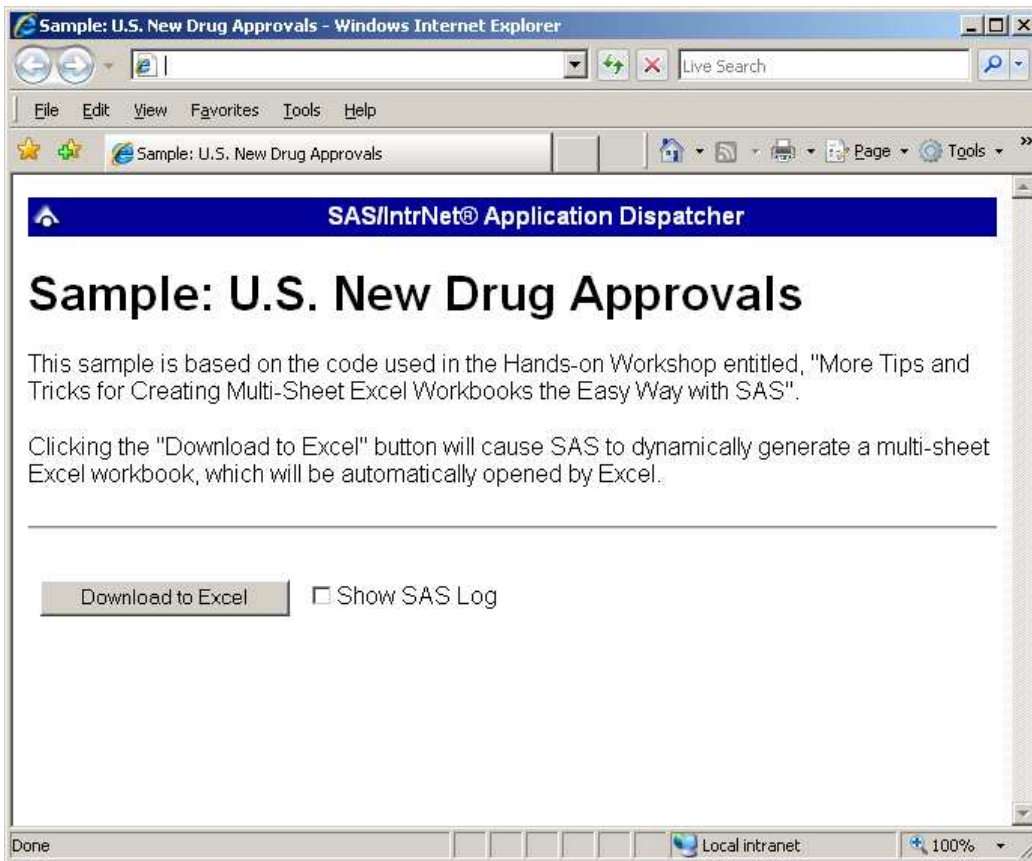 Sample: U.S. New Drug Approvals - Windows Internet Explorer
Live Search
File Edit View Favorites Tools Help
Sample: U.S. New Drug Approvals
Page Tools »
SAS/IntrNet® Application Dispatcher
Sample: U.S. New Drug Approvals
This sample is based on the code used in the Hands-on Workshop entitled, "More Tips and
Tricks for Creating Multi-Sheet Excel Workbooks the Easy Way with SAS".
Clicking the "Download to Excel" button will cause SAS to dynamically generate a multi-sheet
Excel workbook, which will be automatically opened by Excel.
Download to Excel Show SAS Log
Done Local intranet 100%